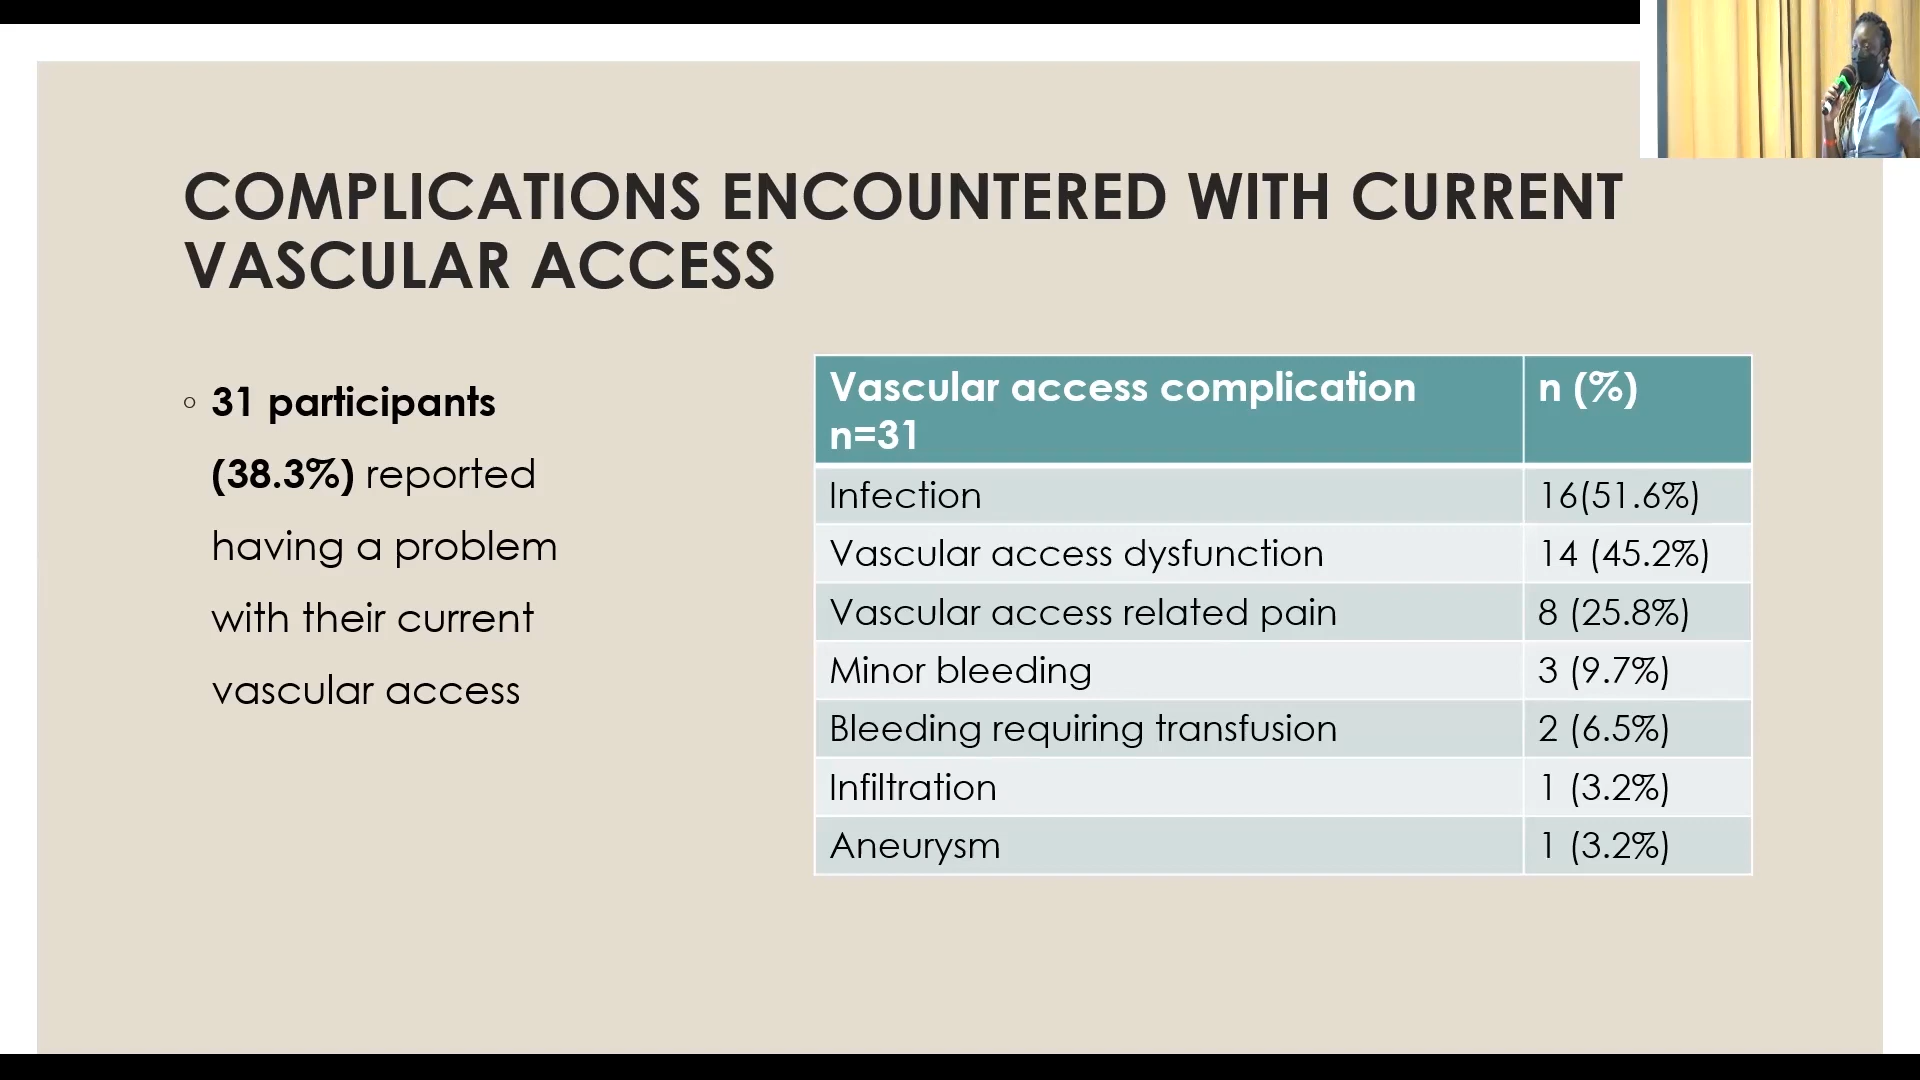 COMPLICATIONS ENCOUNTERED WITH CURRENT
VASCULAR ACCESS
◦ 31 participants
(38.3%) reported
having a problem
with their current
vascular access
Vascular access complication n (%)
n=31
Infection 16(51.6%)
Vascular access dysfunction 14 (45.2%)
Vascular access related pain 8 (25.8%)
Minor bleeding 3 (9.7%)
Bleeding requiring transfusion 2 (6.5%)
Infiltration 1 (3.2%)
Aneurysm 1 (3.2%)